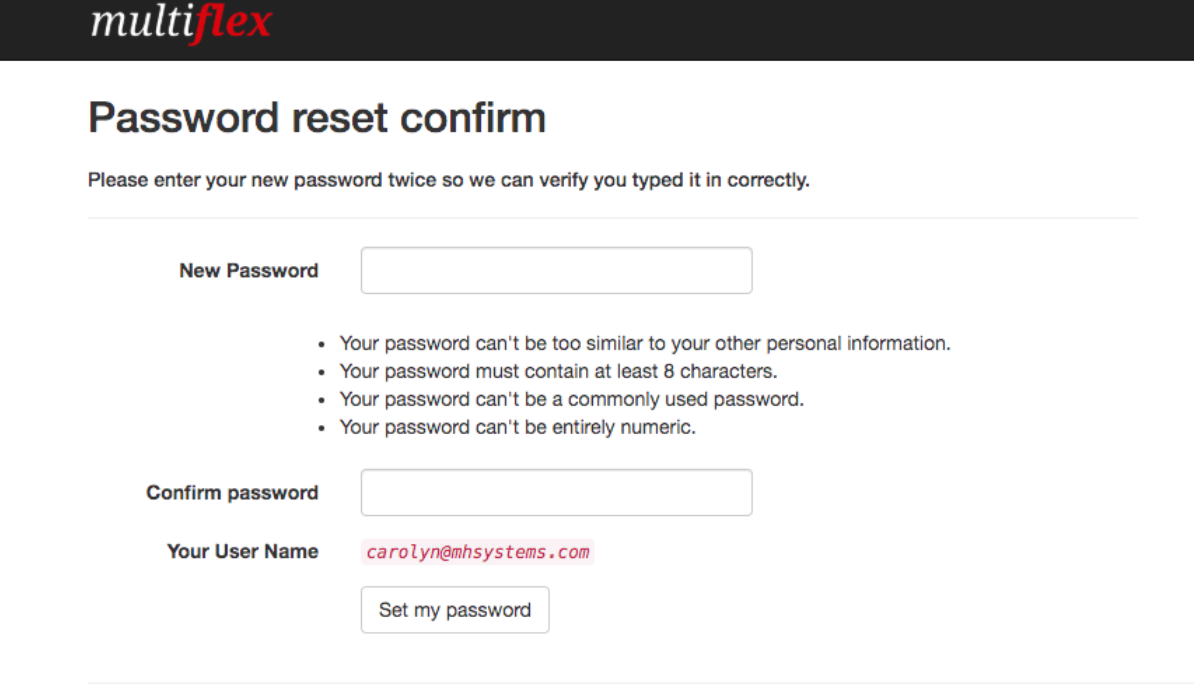 multiflex
Password reset confirm
Please enter your new password twice so we can verify you typed it in correctly.
New Password
• Your password can't be too similar to your other personal information.
• Your password must contain at least 8 characters.
• Your password can't be a commonly used password.
• Your password can't be entirely numeric.
Confirm password
Your User Name carolyn@mhsystems.com
Set my password